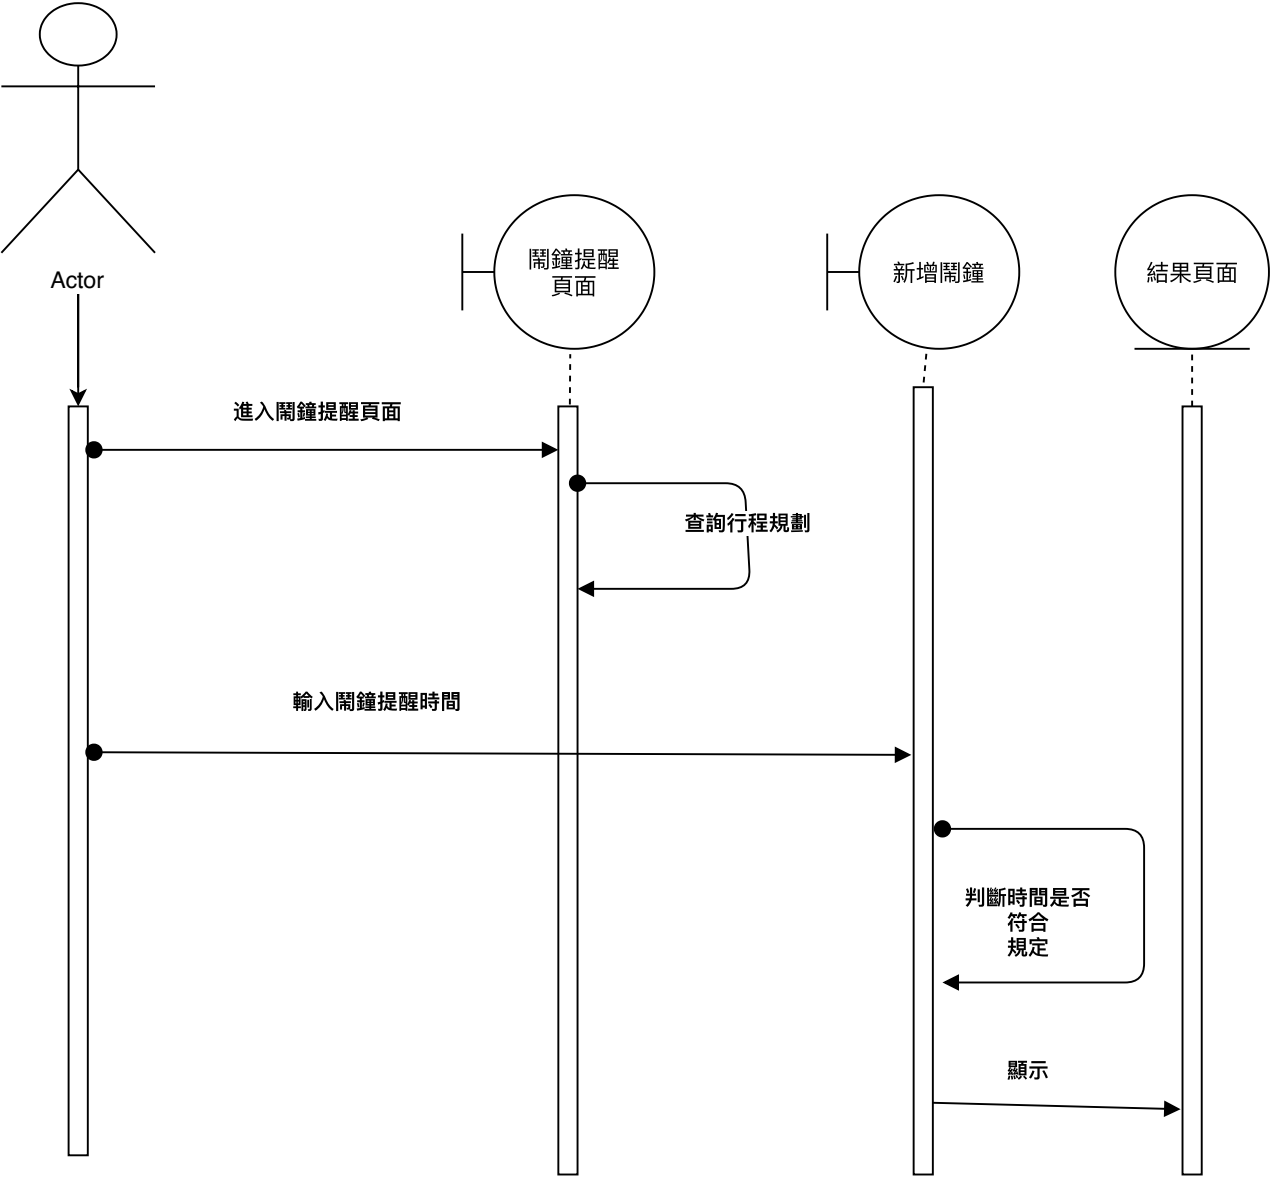 Actor
鬧鐘提醒
頁面
新增鬧鐘
結果頁面
進入鬧鐘提醒頁面
查詢行程規劃
輸入鬧鐘提醒時間
判斷時間是否
符合
規定
顯示